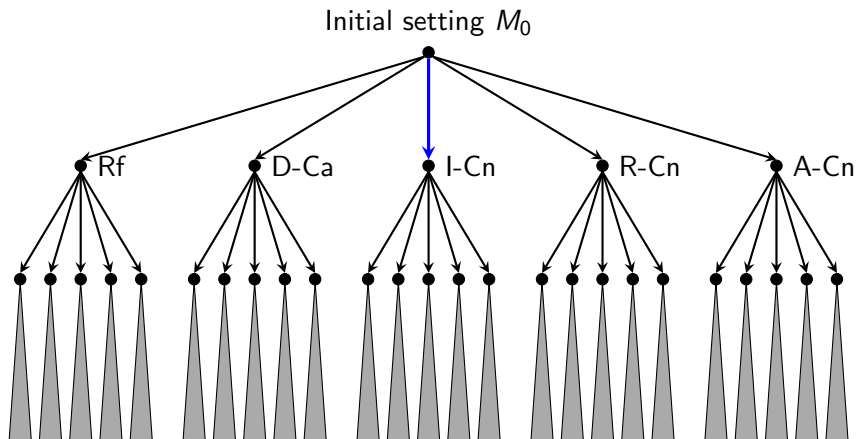 Initial setting M₀
Rf
D-Ca
I-Cn
R-Cn
A-Cn